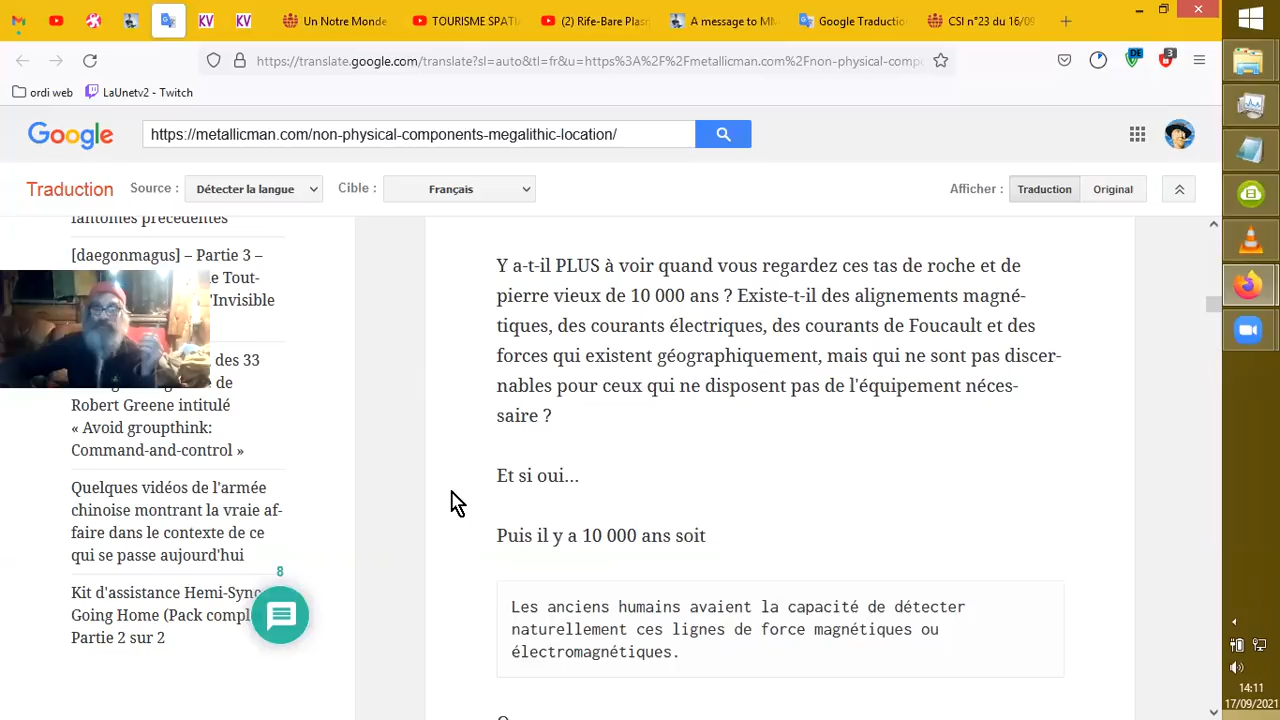 Un Notre Monde
TOURISME SPATI
(2) Rife-Bare Plasm
A message to MM
Google Traduction
CSI n°23 du 16/09
https://translate.google.com/translate?sl=auto&tl=fr&u=https%3A%2F%2Fmetallicman.com%2Fnon-physical-compo
DE
3
ordi web
LaUnetv2 - Twitch
Google
https://metallicman.com/non-physical-components-megalithic-location/
Traduction
Source :
Détecter la langue
Cible :
Français
Afficher :
Traduction
Original
fantômes précédentes
[daegonmagus] – Partie 3 –
e Tout-
l'Invisible
des 33
de
Robert Greene intitulé
« Avoid groupthink:
Command-and-control »
Quelques vidéos de l'armée
chinoise montrant la vraie af-
faire dans le contexte de ce
qui se passe aujourd'hui
Kit d'assistance Hemi-Sync
Going Home (Pack compl
Partie 2 sur 2
8
Y a-t-il PLUS à voir quand vous regardez ces tas de roche et de
pierre vieux de 10 000 ans ? Existe-t-il des alignements magné-
tiques, des courants électriques, des courants de Foucault et des
forces qui existent géographiquement, mais qui ne sont pas discer-
nables pour ceux qui ne disposent pas de l'équipement néces-
saire ?
Et si oui…
Puis il y a 10 000 ans soit
Les anciens humains avaient la capacité de détecter
naturellement ces lignes de force magnétiques ou
électromagnétiques.
14:11
17/09/2021